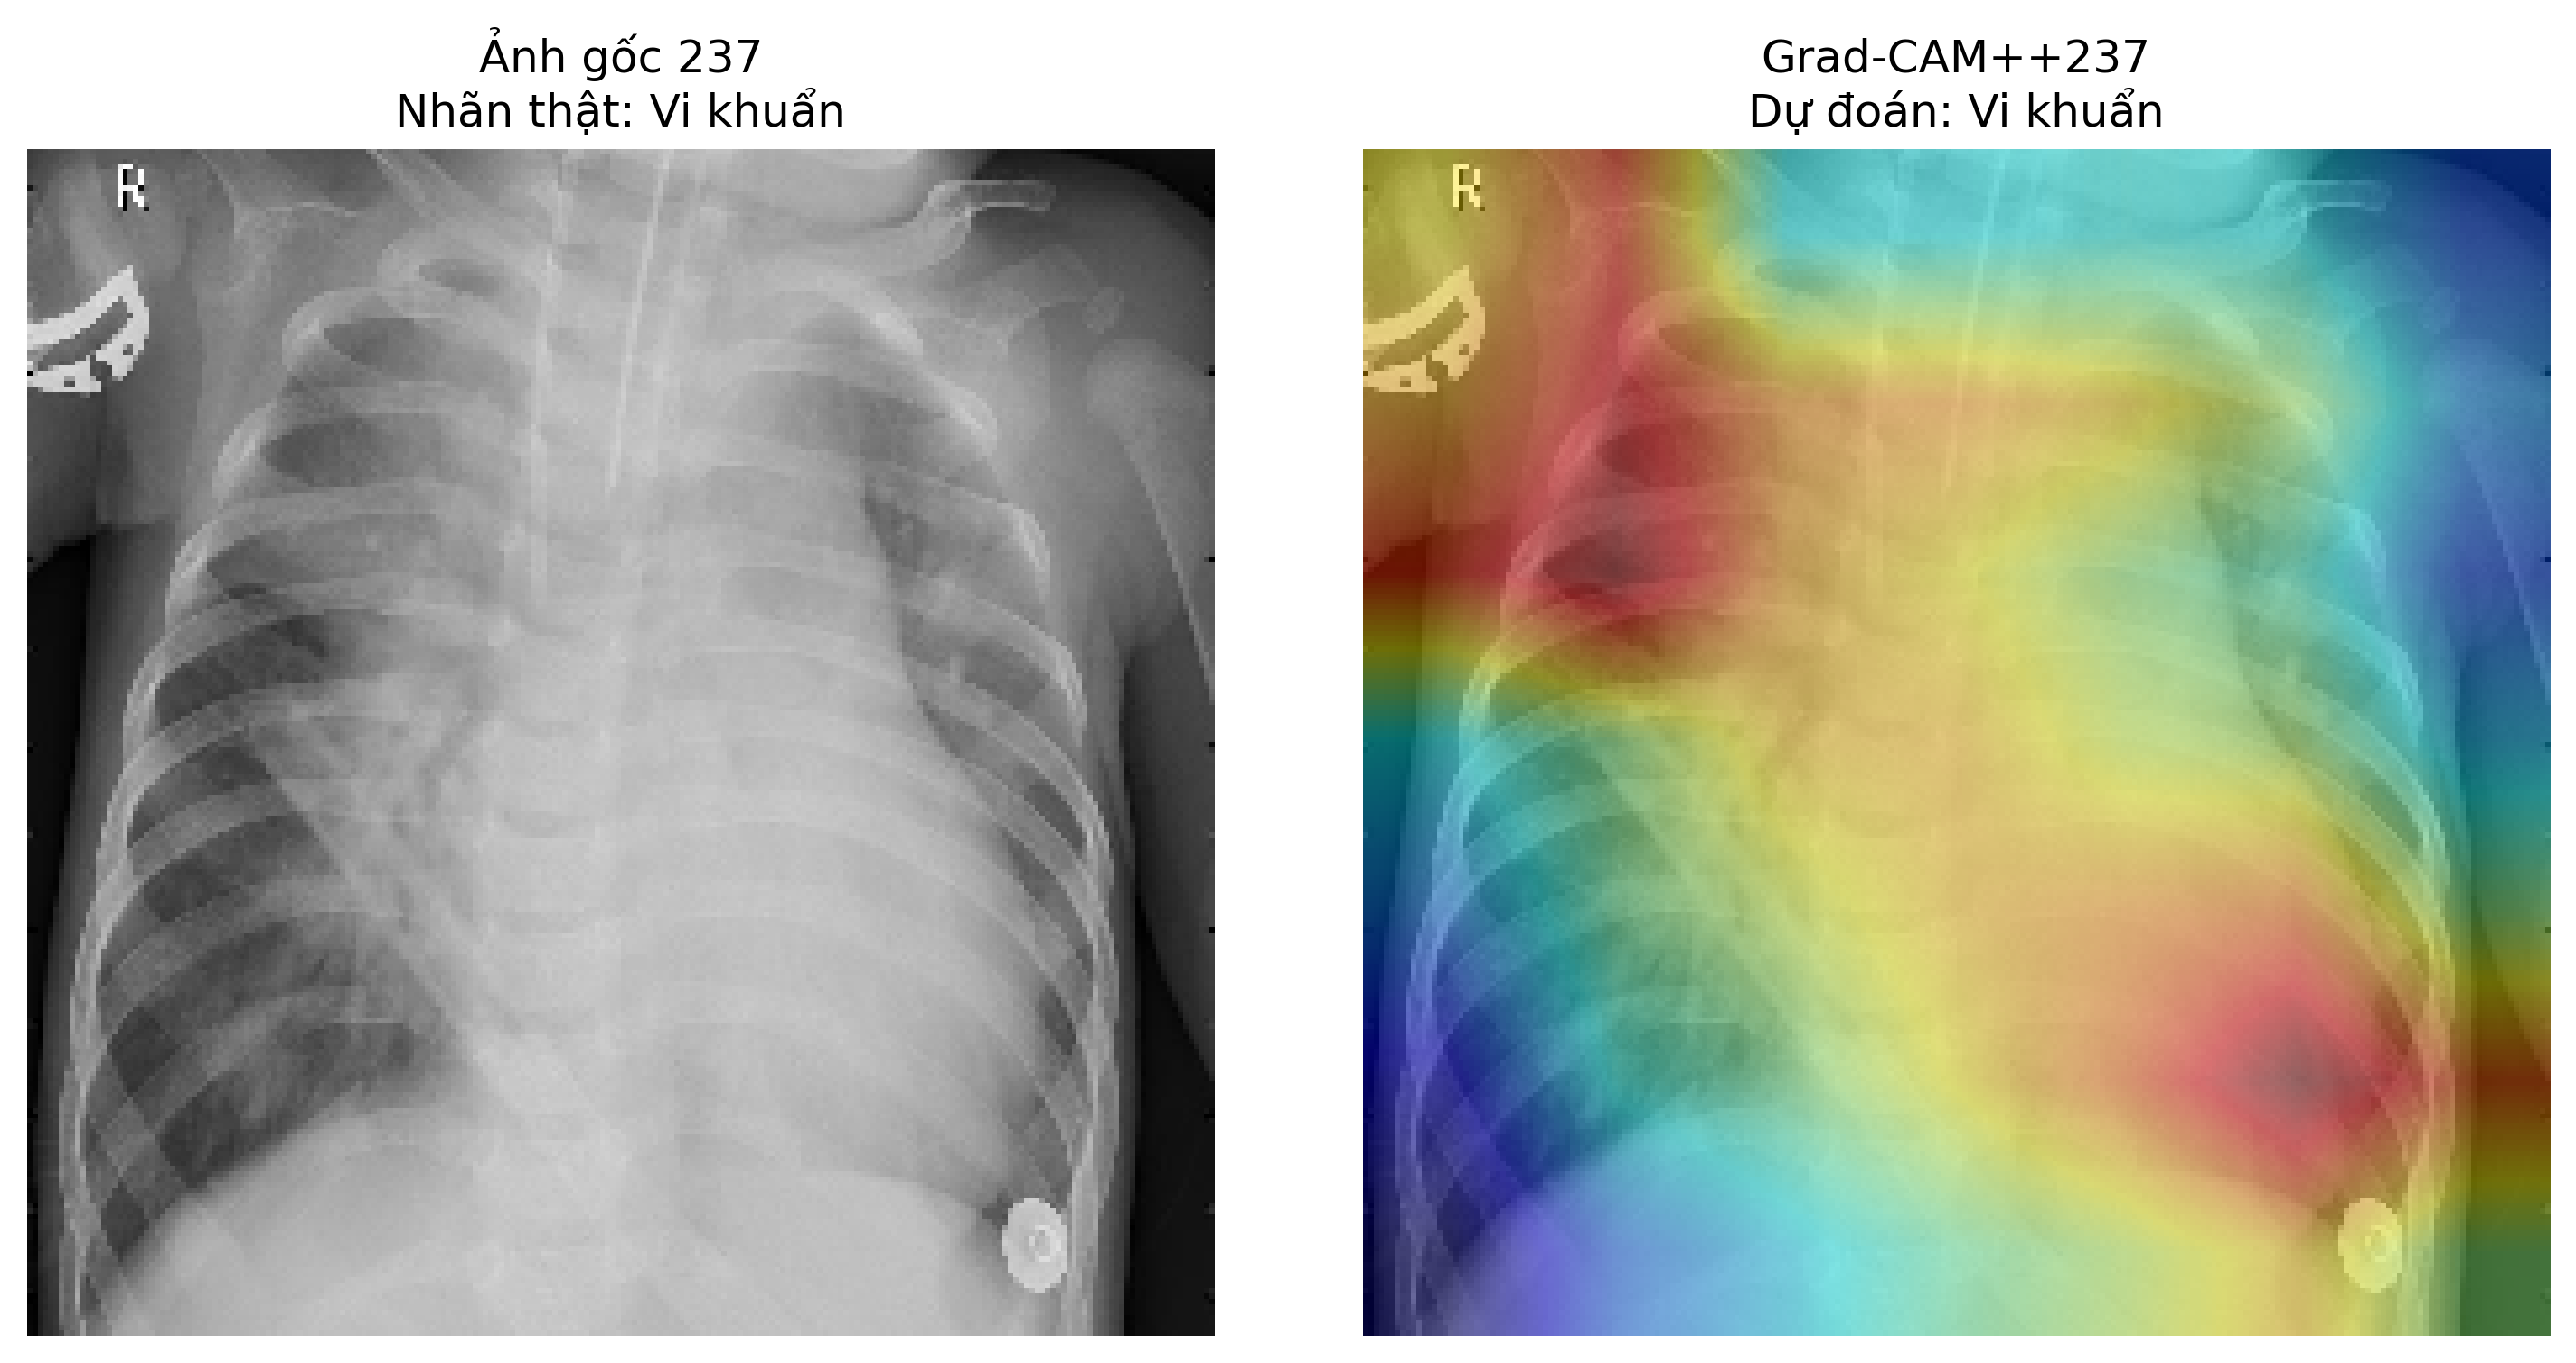 Ảnh gốc 237
Nhãn thật: Vi khuẩn
Grad-CAM++237
Dự đoán: Vi khuẩn
R
R